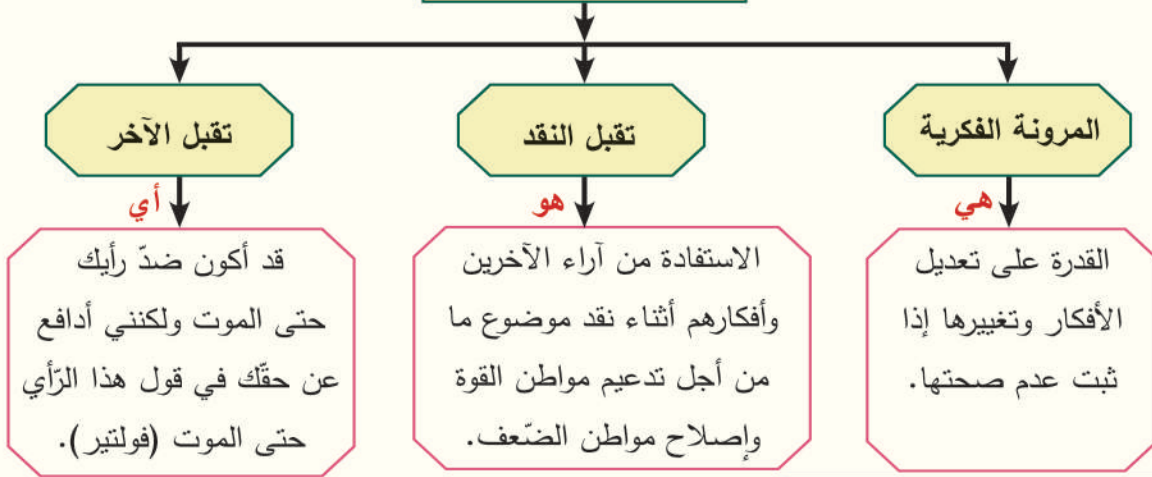 المرونة الفكرية
هي
القدرة على تعديل
الأفكار وتغييرها إذا
ثبت عدم صحتها.
تقبل النقد
هو
الاستفادة من آراء الآخرين
وأفكارهم أثناء نقد موضوع ما
من أجل تدعيم مواطن القوة
وإصلاح مواطن الضّعف.
تقبل الآخر
أي
قد أكون ضدّ رأيك
حتى الموت ولكنني أدافع
عن حقّك في قول هذا الرّأي
حتى الموت (فولتير).